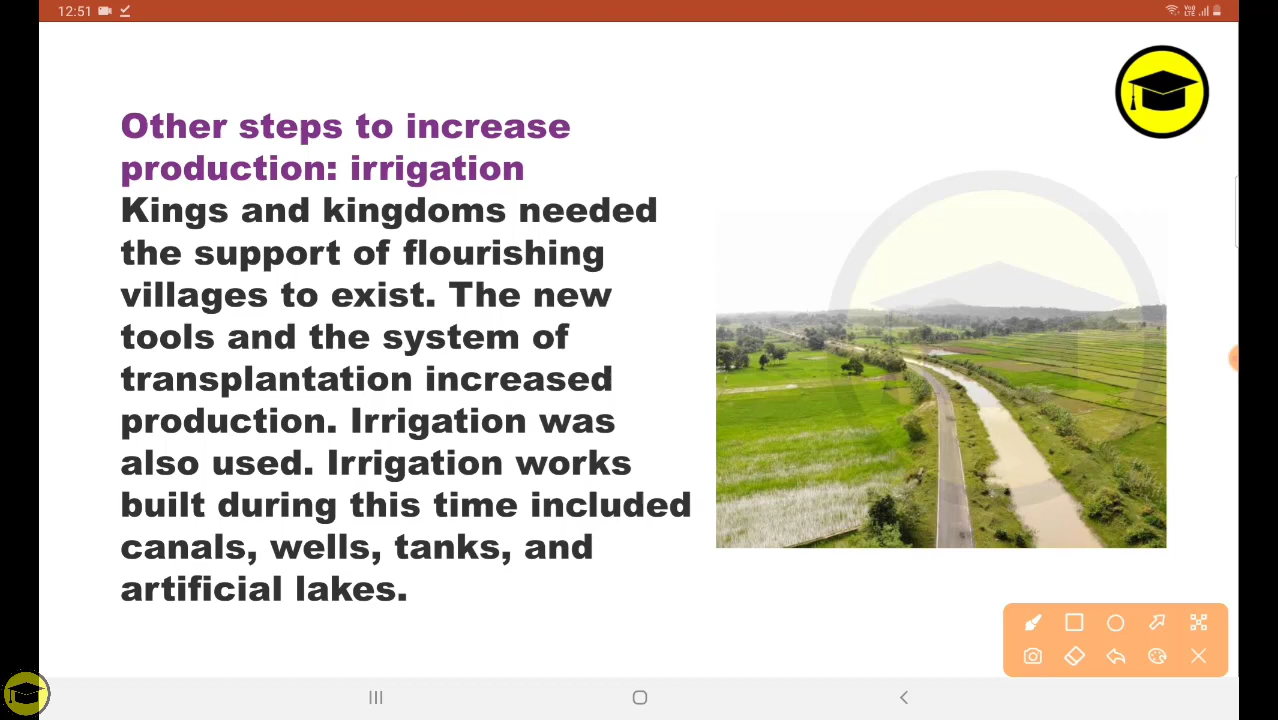 12:51
Vo)
LTE
Other steps to increase
production: irrigation
Kings and kingdoms needed
the support of flourishing
villages to exist. The new
tools and the system of
transplantation increased
production. Irrigation was
also used. Irrigation works
built during this time included
canals, wells, tanks, and
artificial lakes.